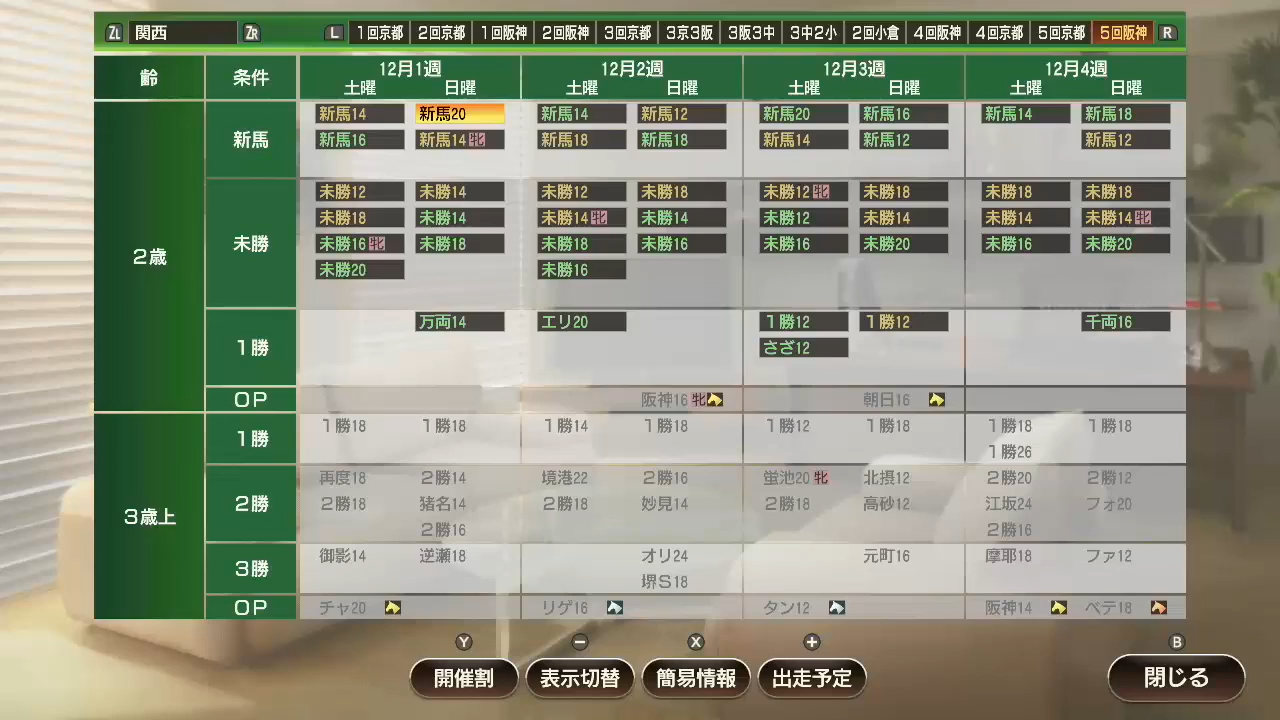 ZL 関西 ZR L 1回京都 2回京都 1回阪神 2回阪神 3回京都 3京3阪 3阪3中 3中2小 2回小倉 4回阪神 4回京都 5回京都 5回阪神 R
齢 条件 12月1週 12月2週 12月3週 12月4週
土曜 日曜 土曜 日曜 土曜 日曜 土曜 日曜
2歳
新馬
新馬14 新馬20 新馬14 新馬12 新馬20 新馬16 新馬14 新馬18
新馬16 新馬14牝 新馬18 新馬18 新馬14 新馬12 新馬12
未勝
未勝12 未勝14 未勝12 未勝18 未勝12牝 未勝18 未勝18 未勝18
未勝18 未勝14 未勝14牝 未勝14 未勝12 未勝14 未勝14 未勝14牝
未勝16牝 未勝18 未勝18 未勝16 未勝16 未勝20 未勝16 未勝20
未勝20 未勝16
1勝
万両14 エリ20 1勝12 1勝12 千両16
さざ12
OP 阪神16牝 朝日16
3歳上
1勝
1勝18 1勝18 1勝14 1勝18 1勝12 1勝18 1勝18 1勝18
1勝26
2勝
再度18 2勝14 境港22 2勝16 蛍池20牝 北摂12 2勝20 2勝12
2勝18 猪名14 2勝18 妙見14 2勝18 高砂12 江坂24 フォ20
2勝16 2勝16
3勝
御影14 逆瀬18 オリ24 元町16 摩耶18 ファ12
堺S18
OP チャ20 リゲ16 タン12 阪神14 ベテ18
Y － X ＋ B
開催割 表示切替 簡易情報 出走予定 閉じる